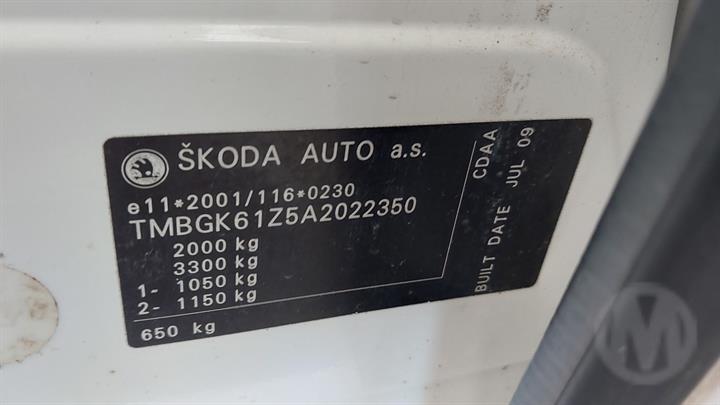 ŠKODA AUTO a.s.
e11*2001/116*0230
TMBGK61Z5A2022350
2000 kg
3300 kg
1- 1050 kg
2- 1150 kg
650 kg
CDAA
BUILT DATE JUL 09
M